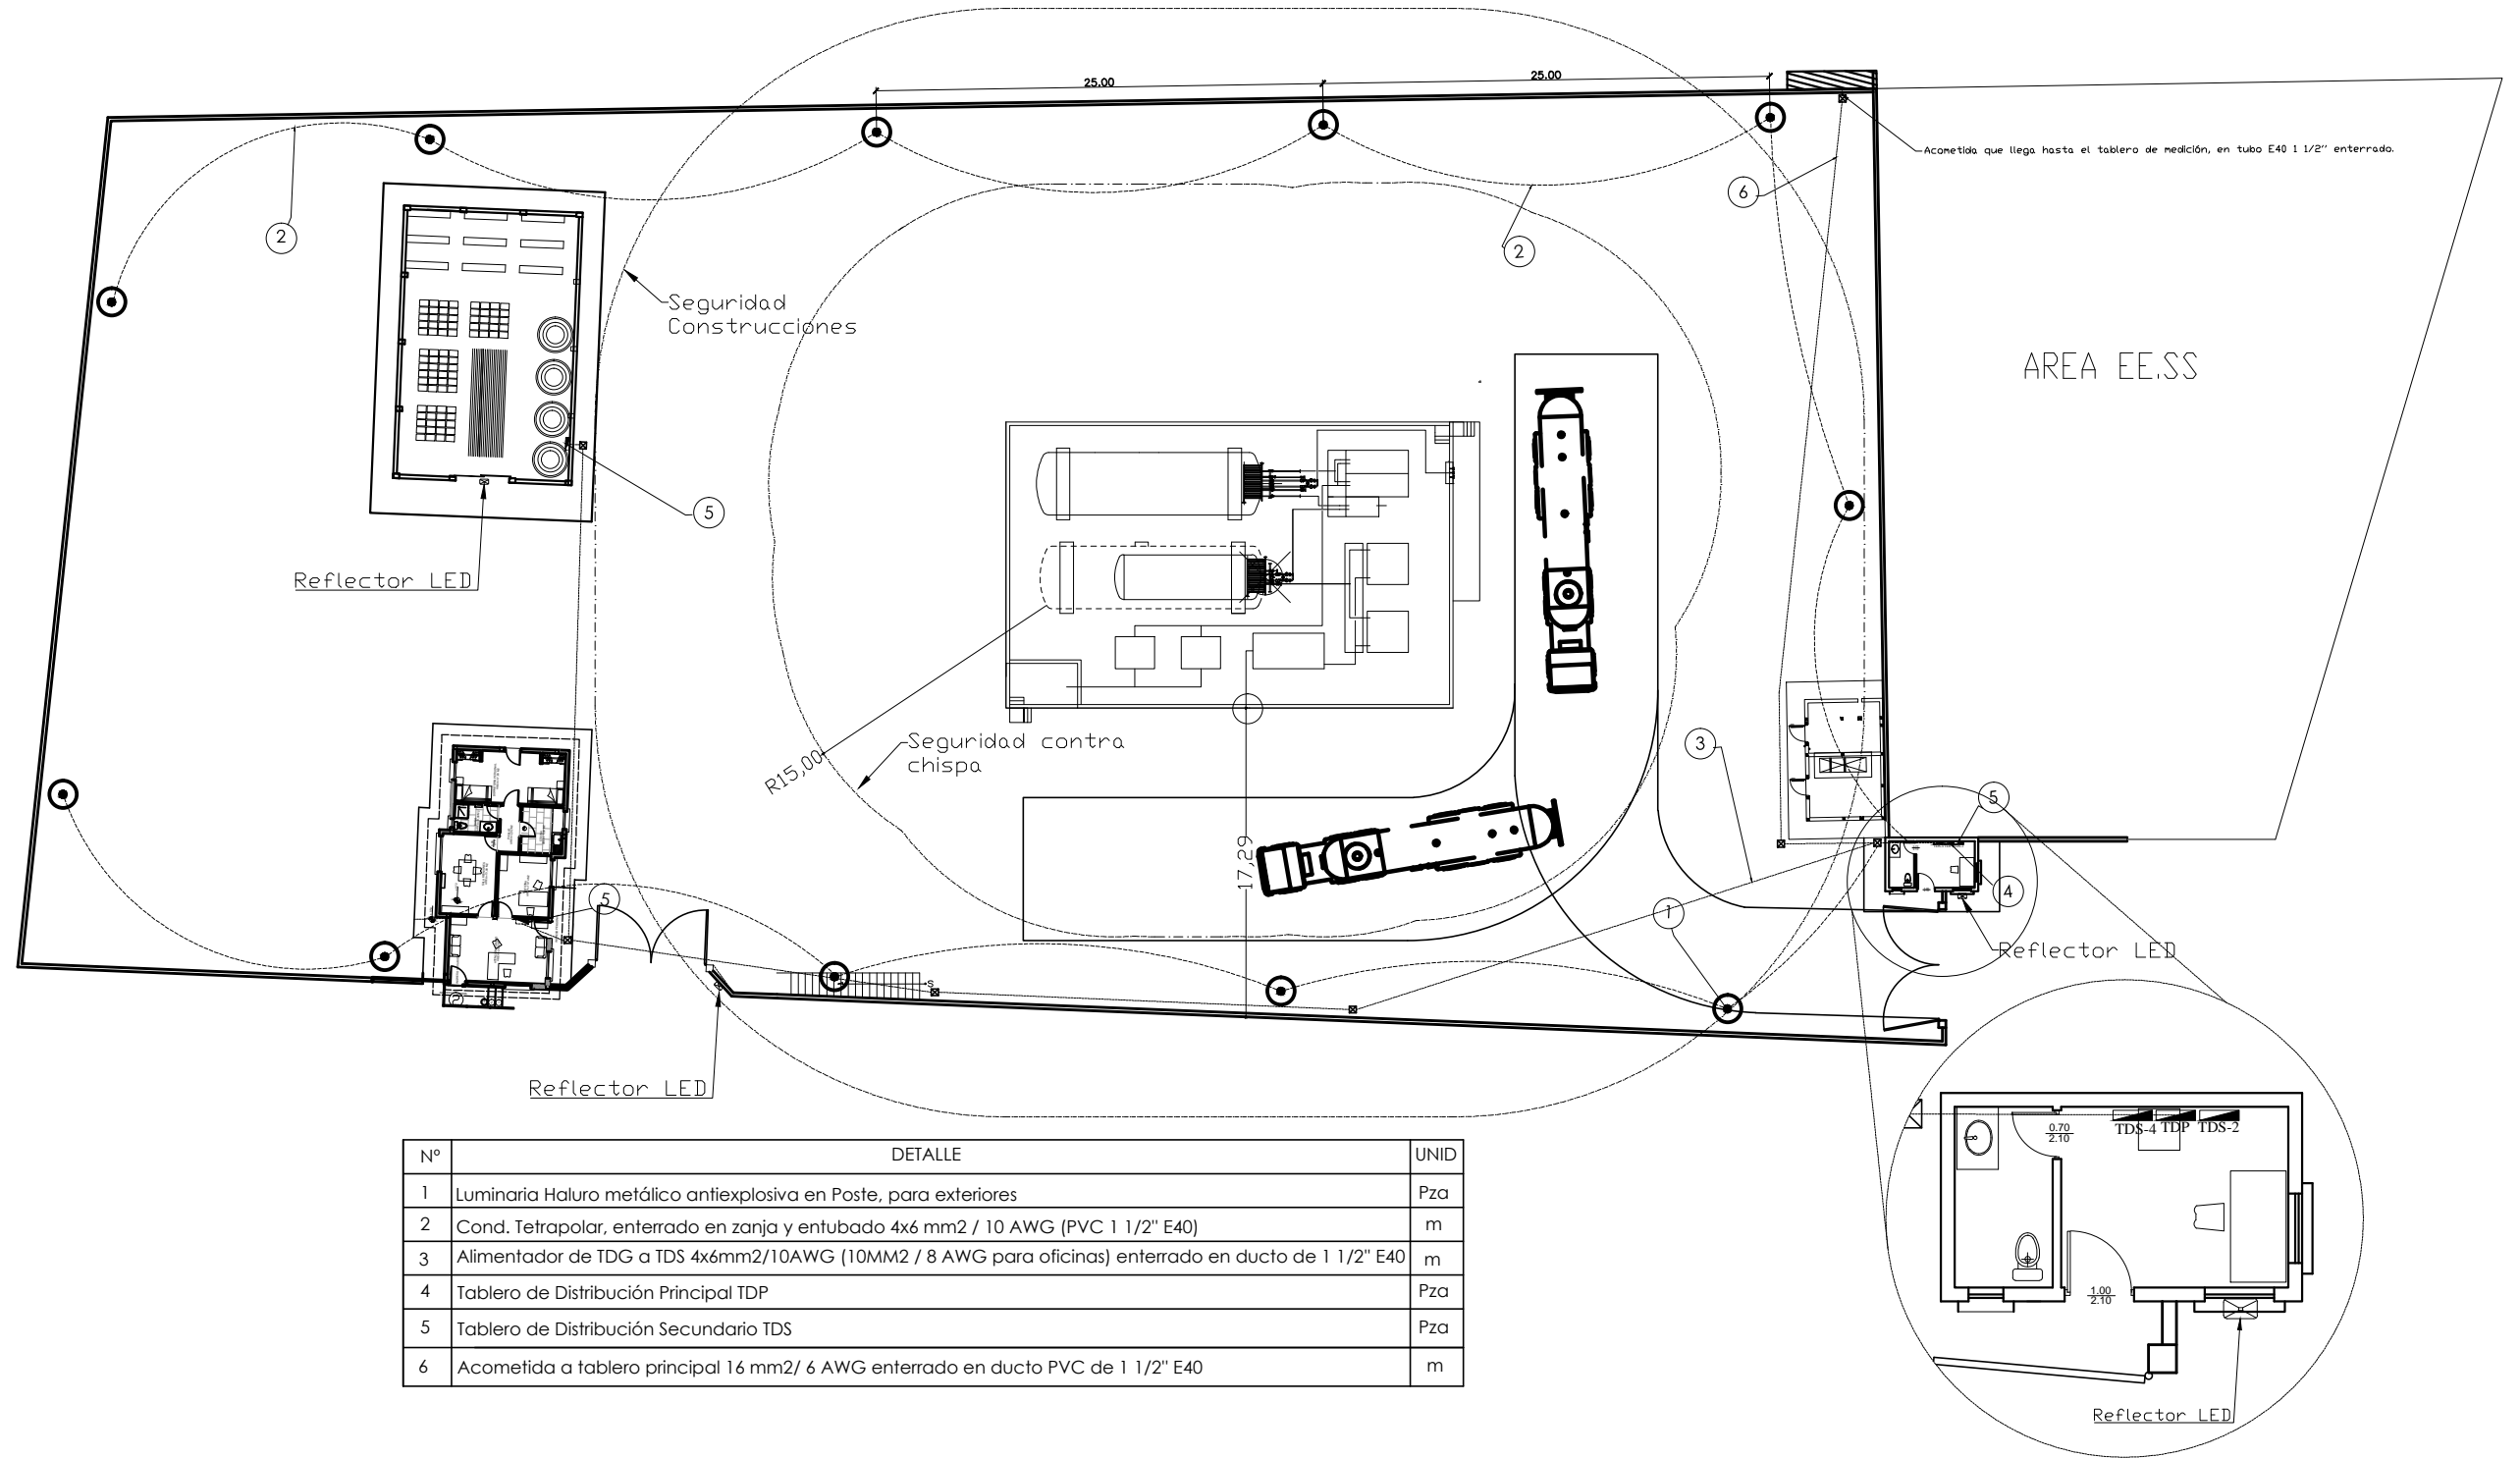 25.00
25.00
Acometida que llega hasta el tablero de medición, en tubo E40 1 1/2'' enterrado.
6
2
2
Seguridad
Construcciones
AREA EE.SS
5
Reflector LED
Seguridad contra
chispa
R15,00
3
17,29
5
5
4
1
Reflector LED
S
Reflector LED
Nº DETALLE UNID
1 Luminaria Haluro metálico antiexplosiva en Poste, para exteriores Pza
2 Cond. Tetrapolar, enterrado en zanja y entubado 4x6 mm2 / 10 AWG (PVC 1 1/2" E40) m
3 Alimentador de TDG a TDS 4x6mm2/10AWG (10MM2 / 8 AWG para oficinas) enterrado en ducto de 1 1/2" E40 m
4 Tablero de Distribución Principal TDP Pza
5 Tablero de Distribución Secundario TDS Pza
6 Acometida a tablero principal 16 mm2/ 6 AWG enterrado en ducto PVC de 1 1/2" E40 m
0.70
2.10
TDS-4 TDP TDS-2
1.00
2.10
Reflector LED